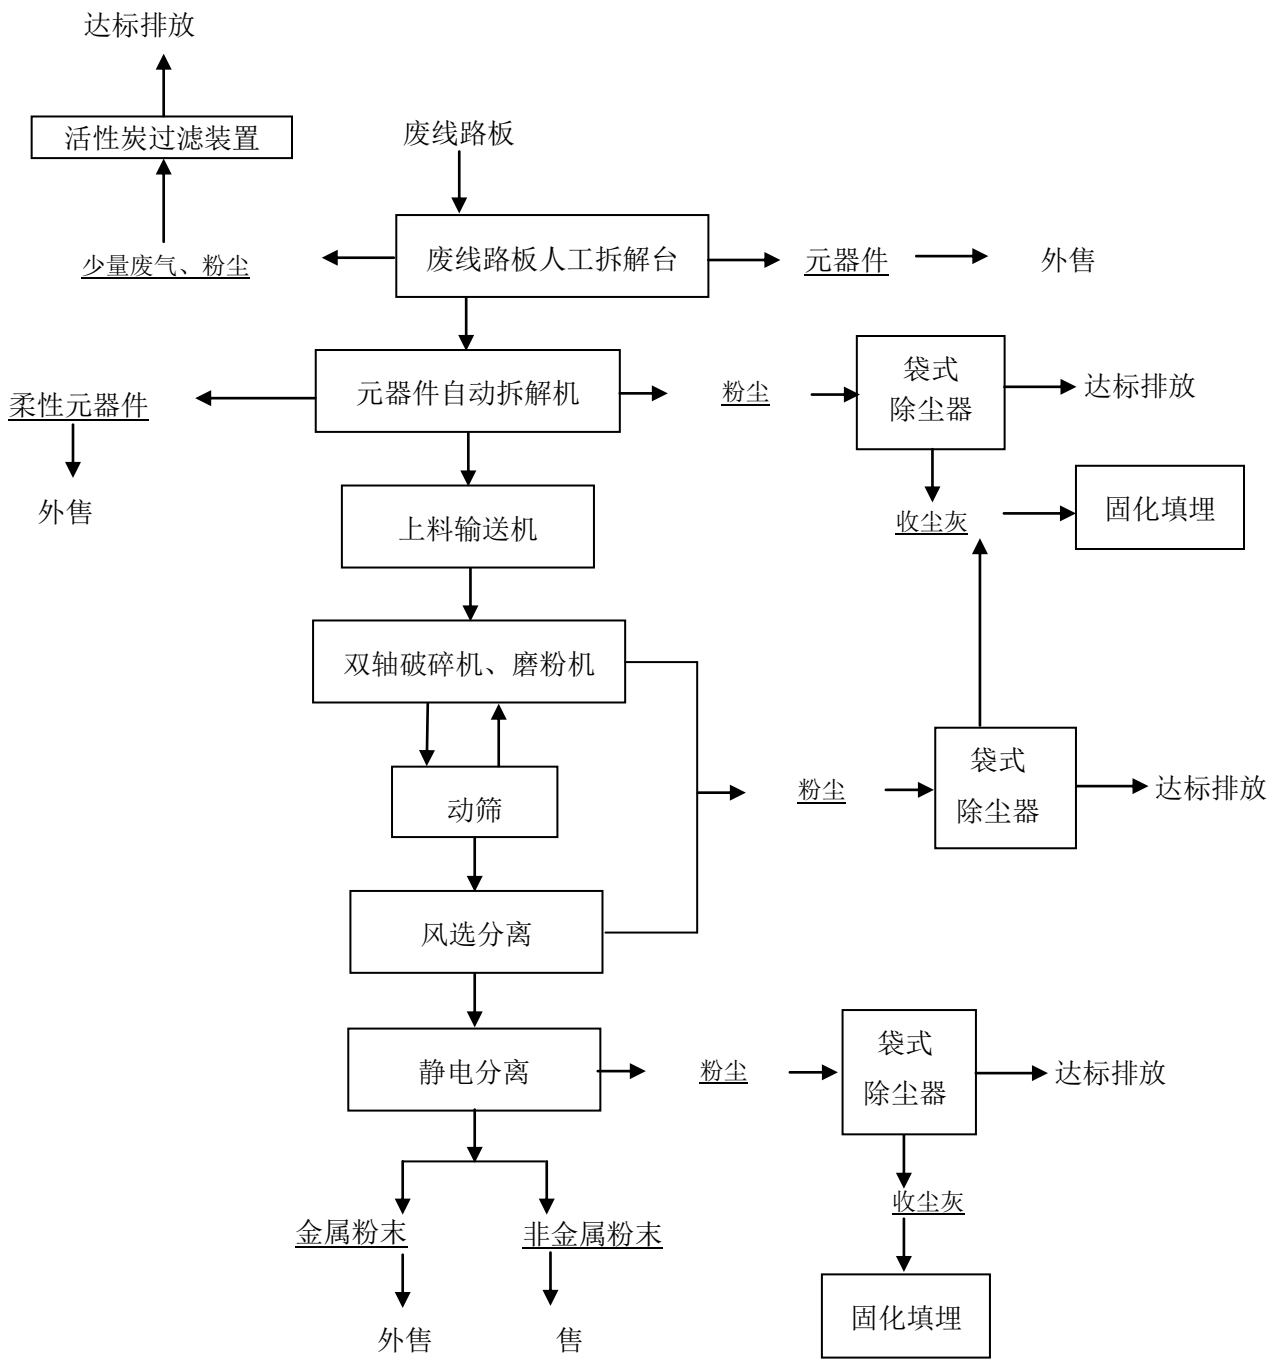 达标排放
活性炭过滤装置
废线路板
少量废气、粉尘
废线路板人工拆解台
元器件
外售
柔性元器件
元器件自动拆解机
粉尘
袋式
除尘器
达标排放
外售
上料输送机
收尘灰
固化填埋
双轴破碎机、磨粉机
动筛
粉尘
袋式
除尘器
达标排放
风选分离
静电分离
粉尘
袋式
除尘器
达标排放
收尘灰
金属粉末
非金属粉末
外售
售
固化填埋